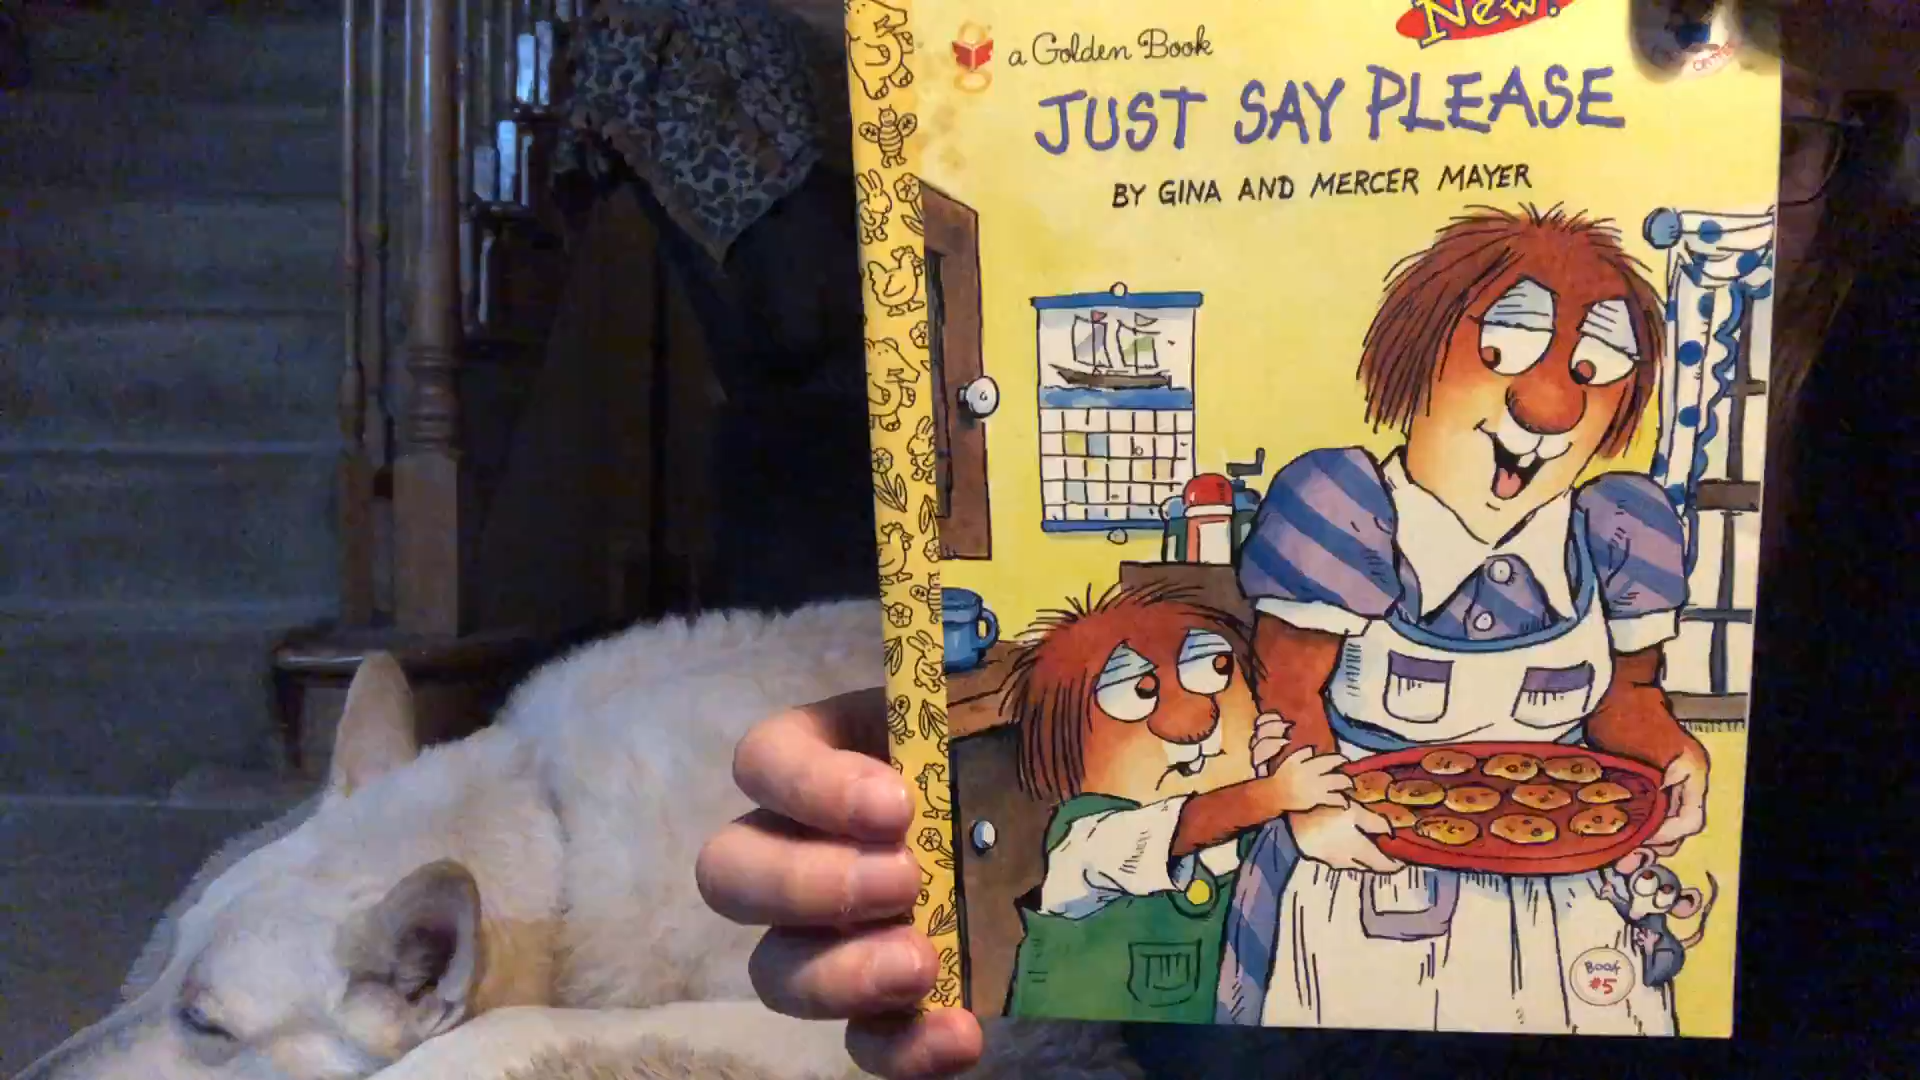 New!
a Golden Book
JUST SAY PLEASE
BY GINA AND MERCER MAYER
BOOK
#5